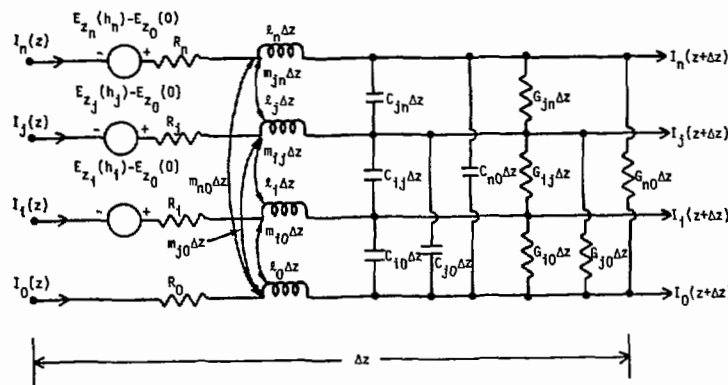 E_{z_n}(h_n)-E_{z_0}(0)
I_n(z) - + R_n ℓ_nΔz I_n(z+Δz)
m_{jn}Δz
E_{z_j}(h_j)-E_{z_0}(0) C_{jn}Δz G_{jn}Δz
ℓ_jΔz
I_j(z) - + R_j I_j(z+Δz)
m_{ij}Δz
E_{z_i}(h_i)-E_{z_0}(0) m_{n0}Δz C_{ij}Δz C_{n0}Δz G_{ij}Δz G_{n0}Δz
ℓ_iΔz
I_i(z) - + R_i I_i(z+Δz)
m_{i0}Δz
m_{j0}Δz C_{i0}Δz C_{j0}Δz G_{i0}Δz G_{j0}Δz
ℓ_0Δz
I_0(z) R_0 I_0(z+Δz
Δz